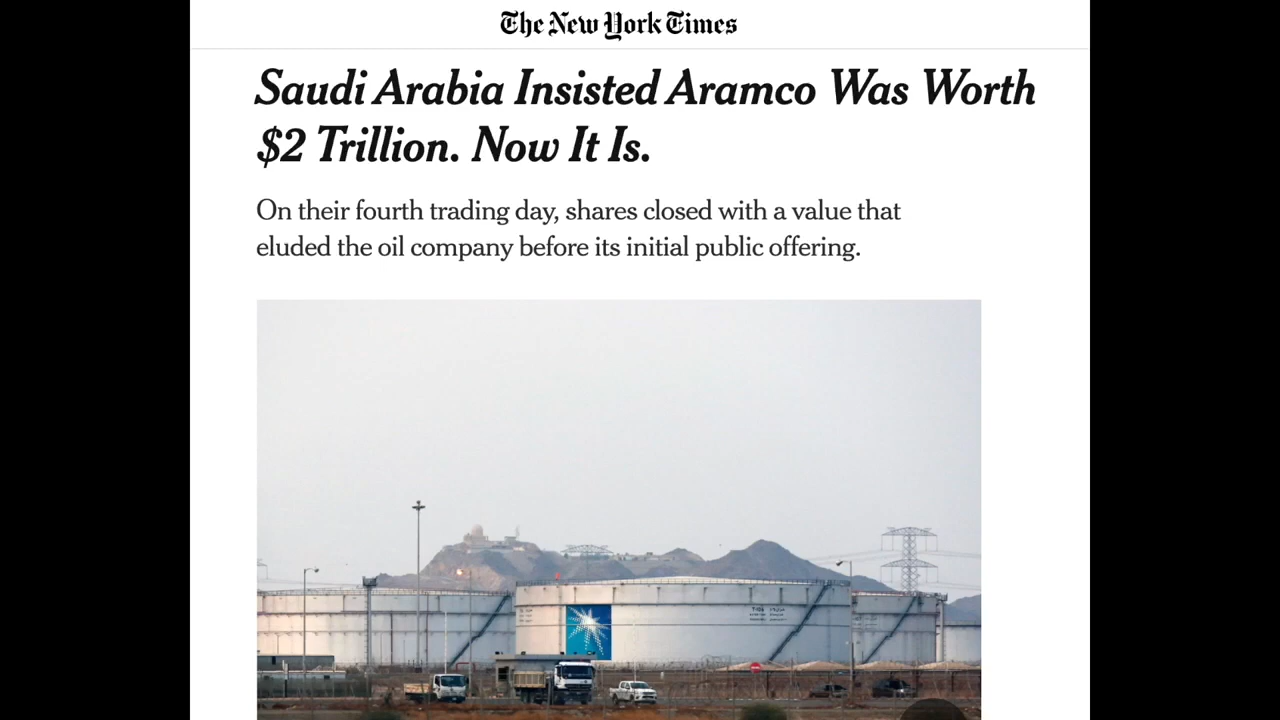 The New York Times
Saudi Arabia Insisted Aramco Was Worth
$2 Trillion. Now It Is.
On their fourth trading day, shares closed with a value that
eluded the oil company before its initial public offering.